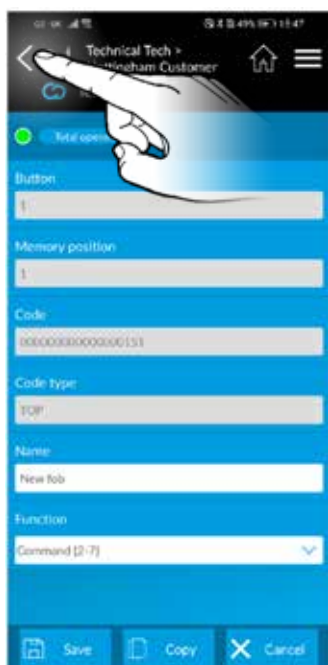 Technical Tech >
Nottingham Customer
Total open
Button
1
Memory position
1
Code
Code type
TOP
Name
New fob
Function
Command (2-7)
Save
Copy
Cancel